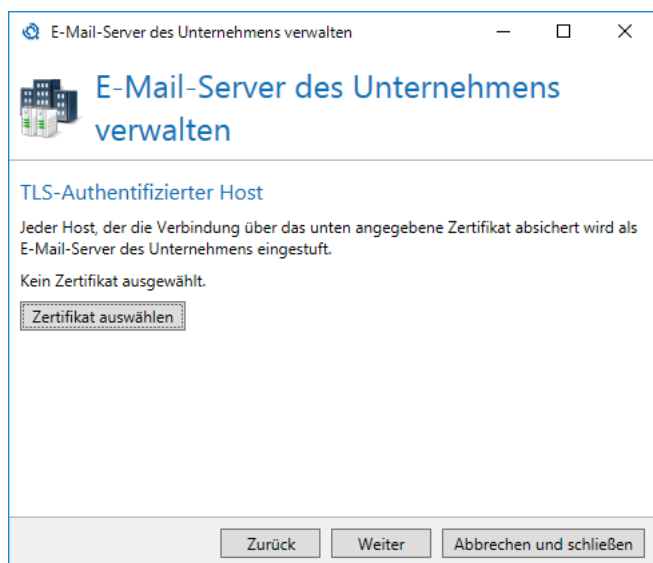 E-Mail-Server des Unternehmens verwalten
E-Mail-Server des Unternehmens
verwalten
TLS-Authentifizierter Host
Jeder Host, der die Verbindung über das unten angegebene Zertifikat absichert wird als
E-Mail-Server des Unternehmens eingestuft.
Kein Zertifikat ausgewählt.
Zertifikat auswählen
Zurück Weiter Abbrechen und schließen